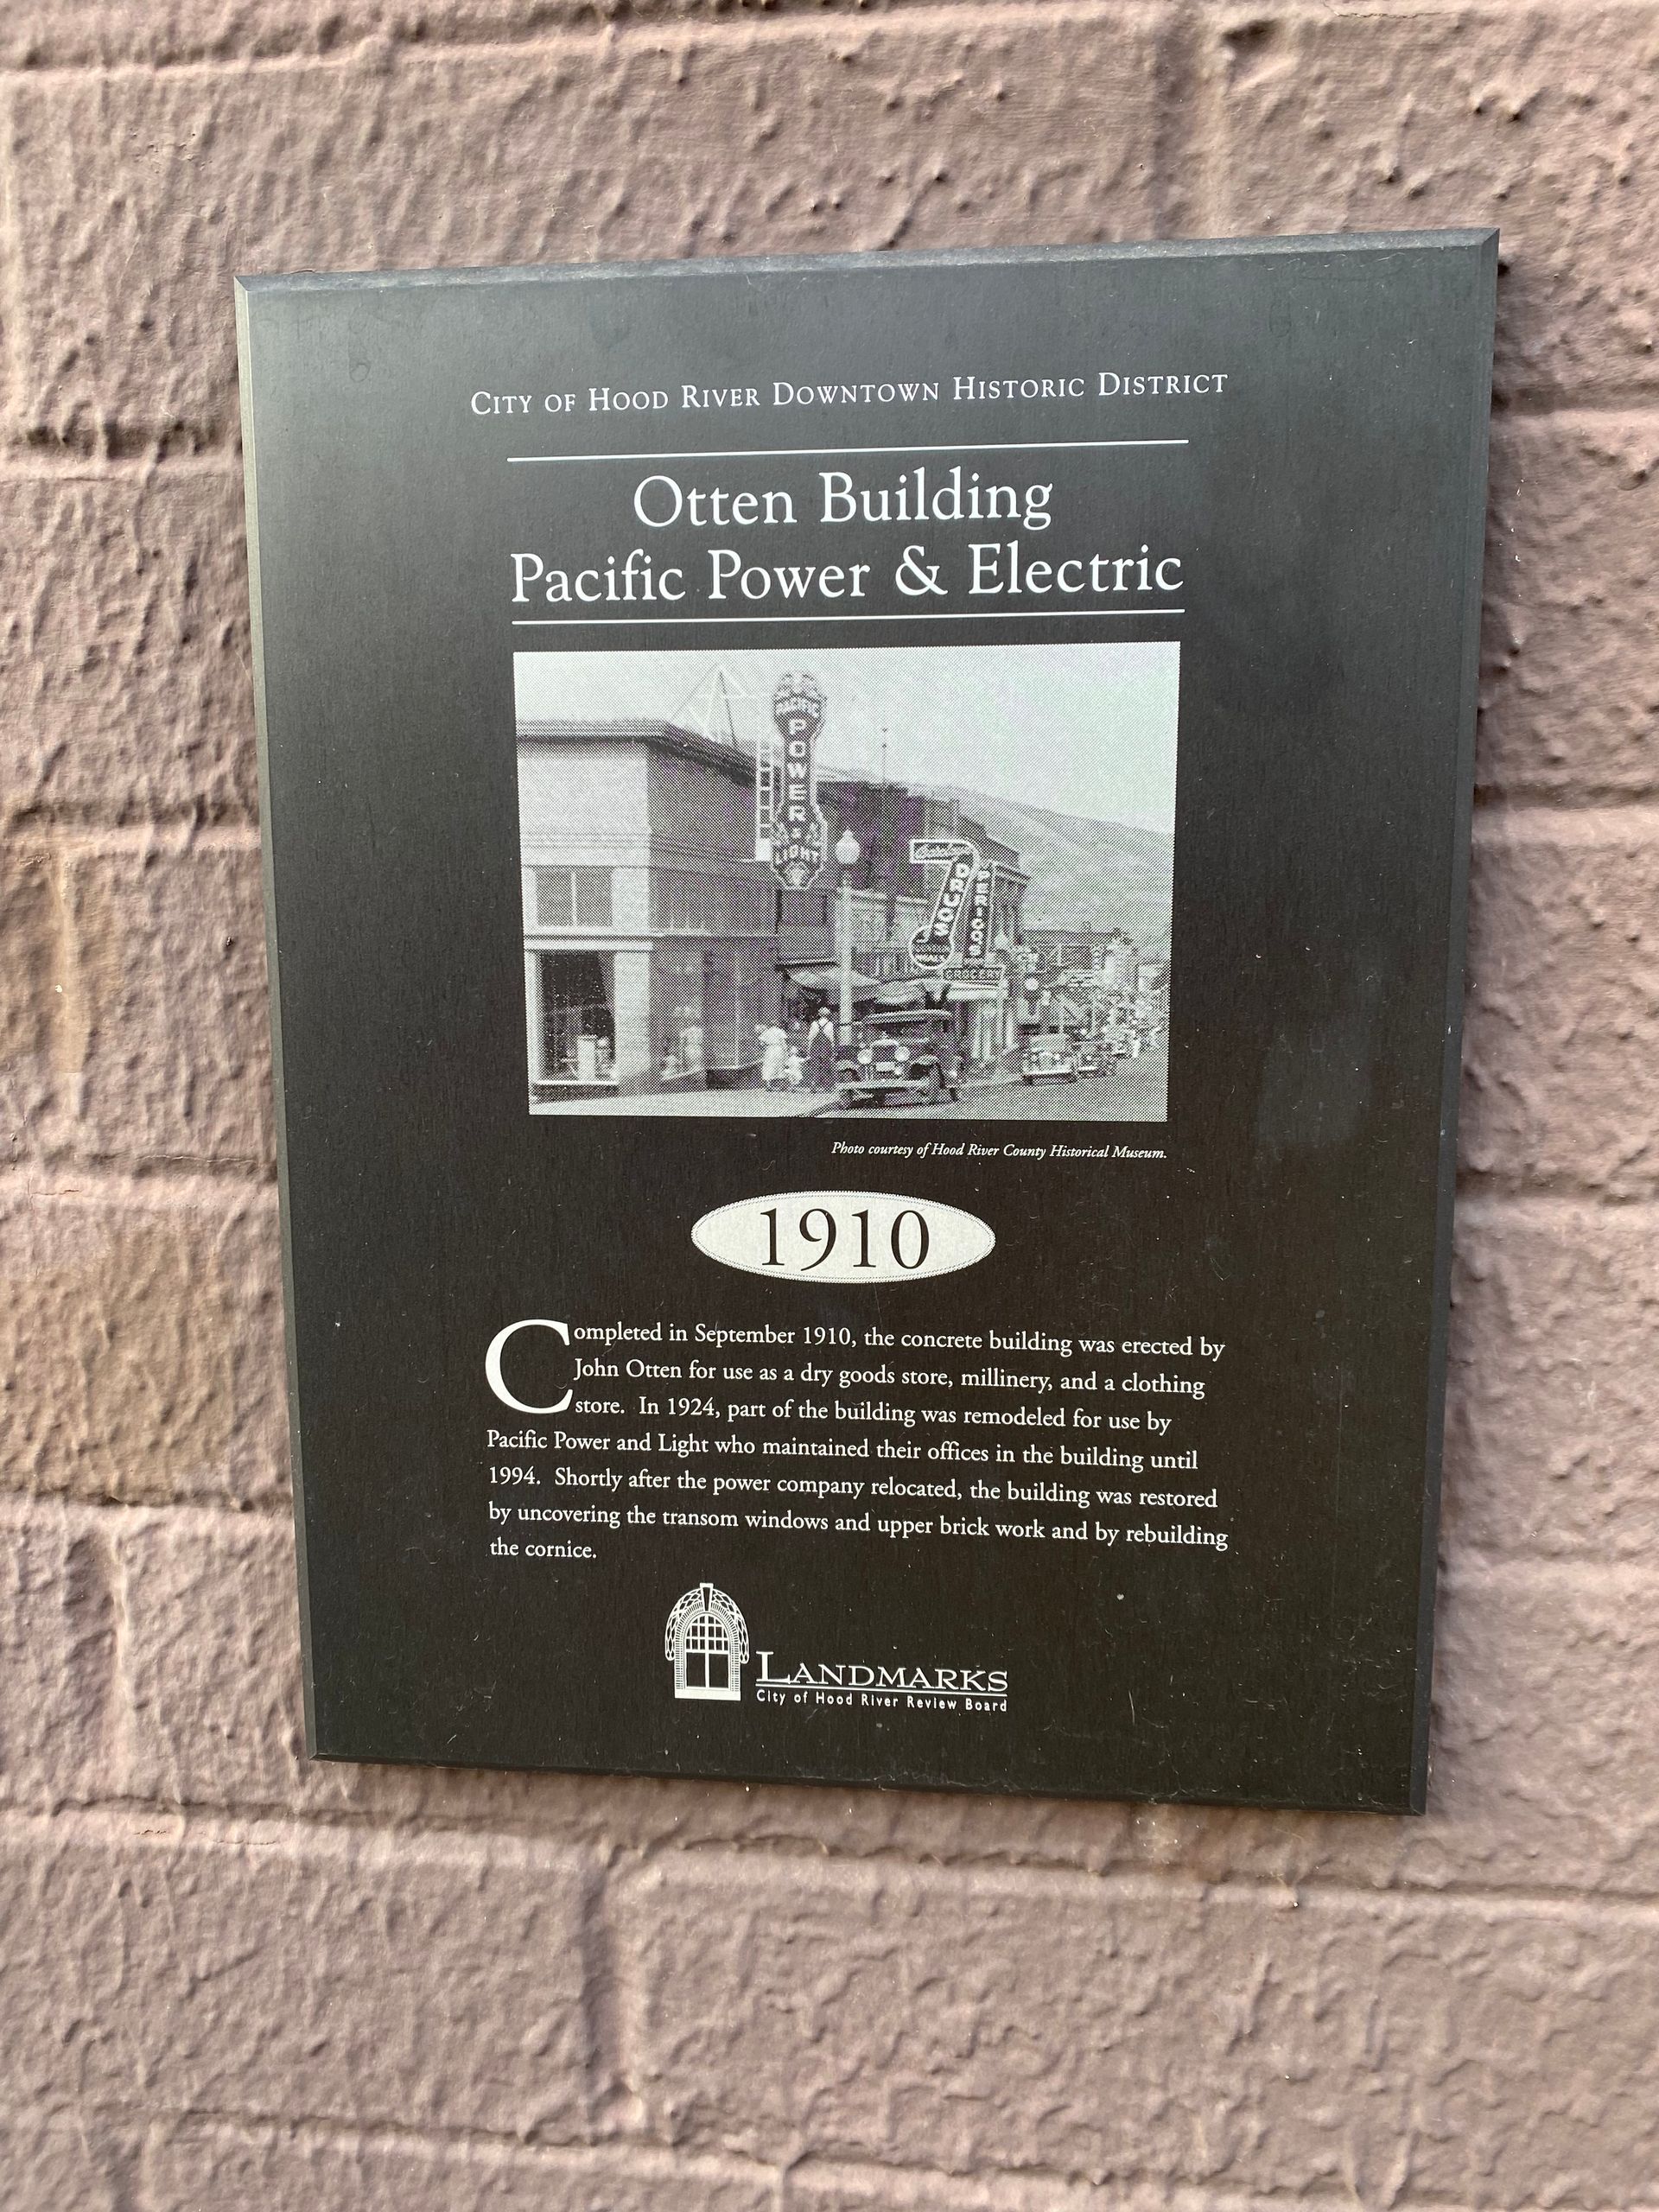 CITY OF HOOD RIVER DOWNTOWN HISTORIC DISTRICT
Otten Building
Pacific Power & Electric
PACIFIC
POWER
&
LIGHT
DRUGS
PERIGOS
GROCERY
Photo courtesy of Hood River County Historical Museum.
1910
Completed in September 1910, the concrete building was erected by
John Otten for use as a dry goods store, millinery, and a clothing
store. In 1924, part of the building was remodeled for use by
Pacific Power and Light who maintained their offices in the building until
1994. Shortly after the power company relocated, the building was restored
by uncovering the transom windows and upper brick work and by rebuilding
the cornice.
LANDMARKS
City of Hood River Review Board